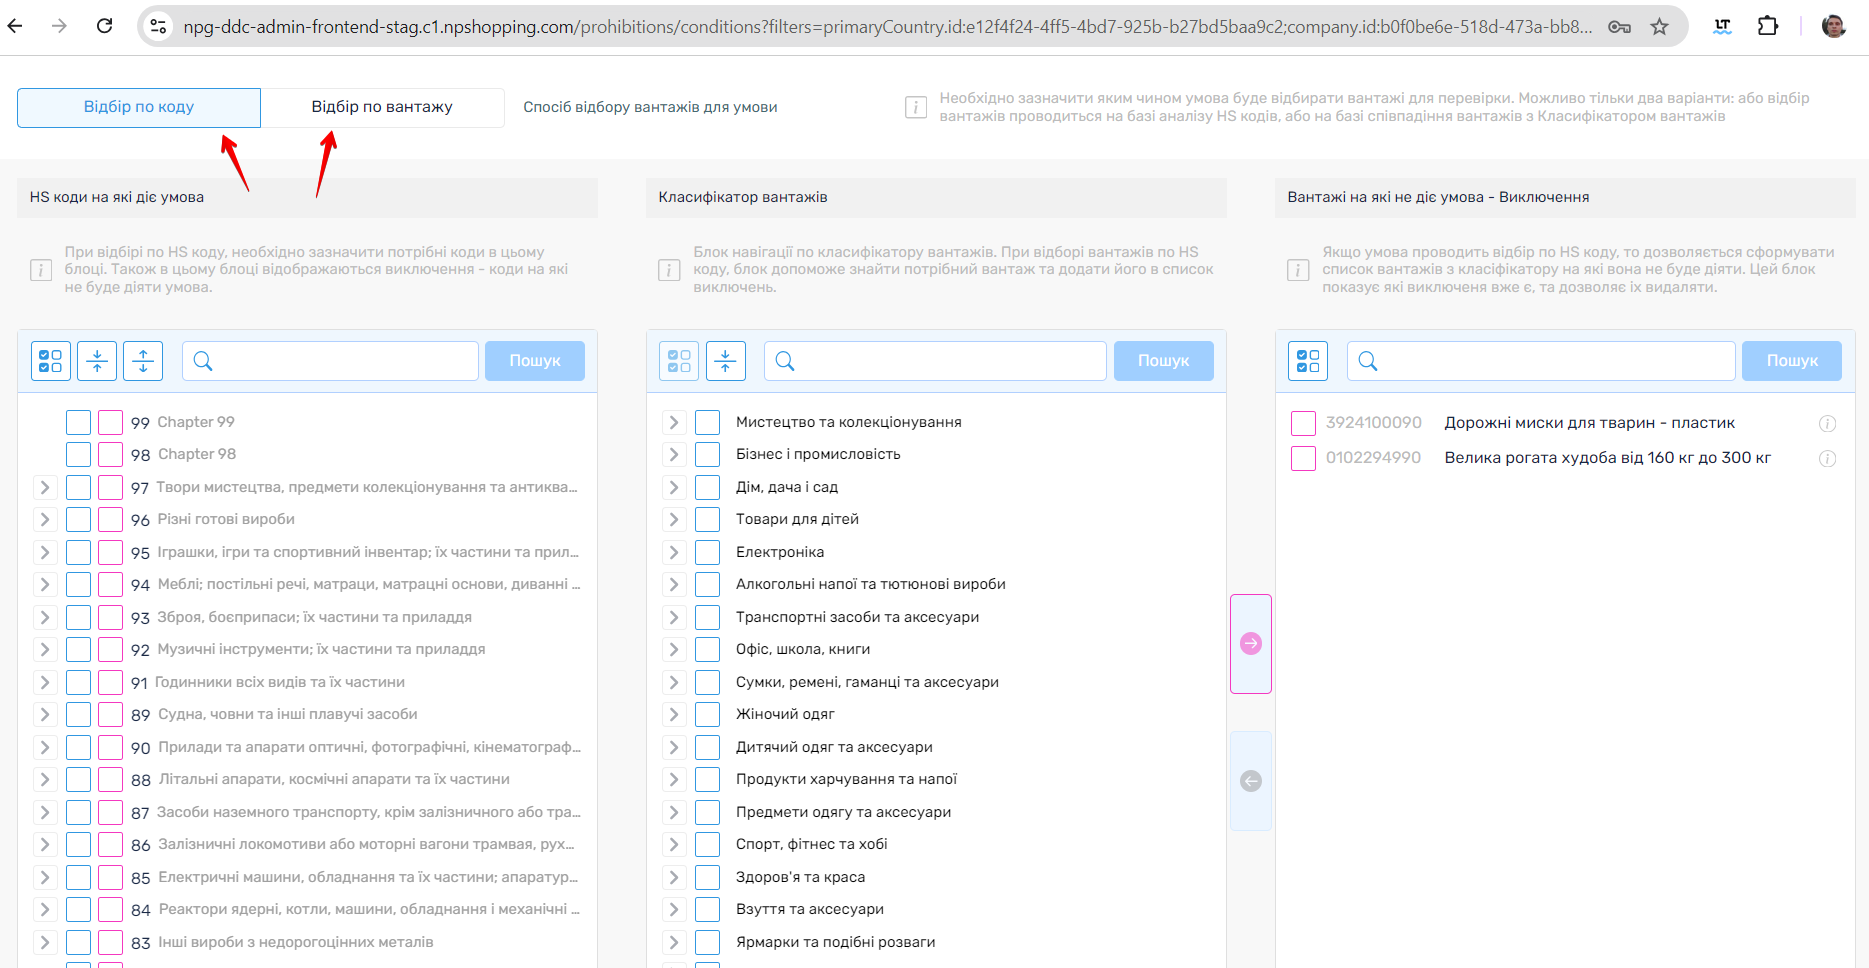 npg-ddc-admin-frontend-stag.c1.npshopping.com/prohibitions/conditions?filters=primaryCountry.id:e12f4f24-4ff5-4bd7-925b-b27bd5baa9c2;company.id:b0f0be6e-518d-473a-bb8...
LT
Відбір по коду
Відбір по вантажу
Спосіб відбору вантажів для умови
Необхідно зазначити яким чином умова буде відбирати вантажі для перевірки. Можливо тільки два варіанти: або відбір
вантажів проводиться на базі аналізу HS кодів, або на базі співпадіння вантажів з Класифікатором вантажів
HS коди на які діє умова
При відбірі по HS коду, необхідно зазначити потрібні коди в цьому
блоці. Також в цьому блоці відображаються виключення - коди на які
не буде діяти умова.
Пошук
99 Chapter 99
98 Chapter 98
97 Твори мистецтва, предмети колекціонування та антиква...
96 Різні готові вироби
95 Іграшки, ігри та спортивний інвентар; їх частини та прил...
94 Меблі; постільні речі, матраци, матрацні основи, диванні ...
93 Зброя, боєприпаси; їх частини та приладдя
92 Музичні інструменти; їх частини та приладдя
91 Годинники всіх видів та їх частини
89 Судна, човни та інші плавучі засоби
90 Прилади та апарати оптичні, фотографічні, кінематограф...
88 Літальні апарати, космічні апарати та їх частини
87 Засоби наземного транспорту, крім залізничного або тра...
86 Залізничні локомотиви або моторні вагони трамвая, рух...
85 Електричні машини, обладнання та їх частини; апаратур...
84 Реактори ядерні, котли, машини, обладнання і механічні ...
83 Інші вироби з недорогоцінних металів
Класифікатор вантажів
Блок навігації по класифікатору вантажів. При відборі вантажів по HS
коду, блок допоможе знайти потрібний вантаж та додати його в список
виключень.
Пошук
Мистецтво та колекціонування
Бізнес і промисловість
Дім, дача і сад
Товари для дітей
Електроніка
Алкогольні напої та тютюнові вироби
Транспортні засоби та аксесуари
Офіс, школа, книги
Сумки, ремені, гаманці та аксесуари
Жіночий одяг
Дитячий одяг та аксесуари
Продукти харчування та напої
Предмети одягу та аксесуари
Спорт, фітнес та хобі
Здоров'я та краса
Взуття та аксесуари
Ярмарки та подібні розваги
Вантажі на які не діє умова - Виключення
Якщо умова проводить відбір по HS коду, то дозволяється сформувати
список вантажів з класіфікатору на які вона не буде діяти. Цей блок
показує які виключеня вже є, та дозволяє іх видаляти.
Пошук
3924100090 Дорожні миски для тварин - пластик
0102294990 Велика рогата худоба від 160 кг до 300 кг